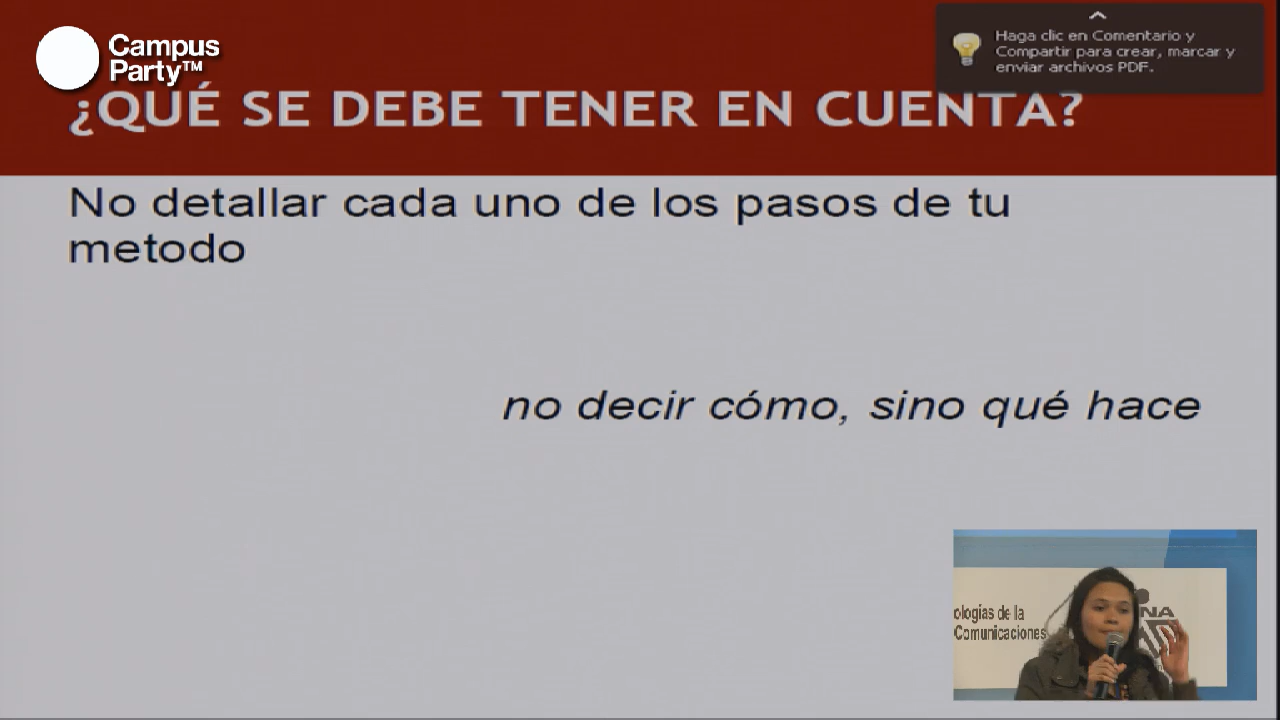 Campus
Party™
Haga clic en Comentario y
Compartir para crear, marcar y
enviar archivos PDF.
¿QUÉ SE DEBE TENER EN CUENTA?
No detallar cada uno de los pasos de tu
metodo
no decir cómo, sino qué hace
ologias de la
Comunicaciones
NA